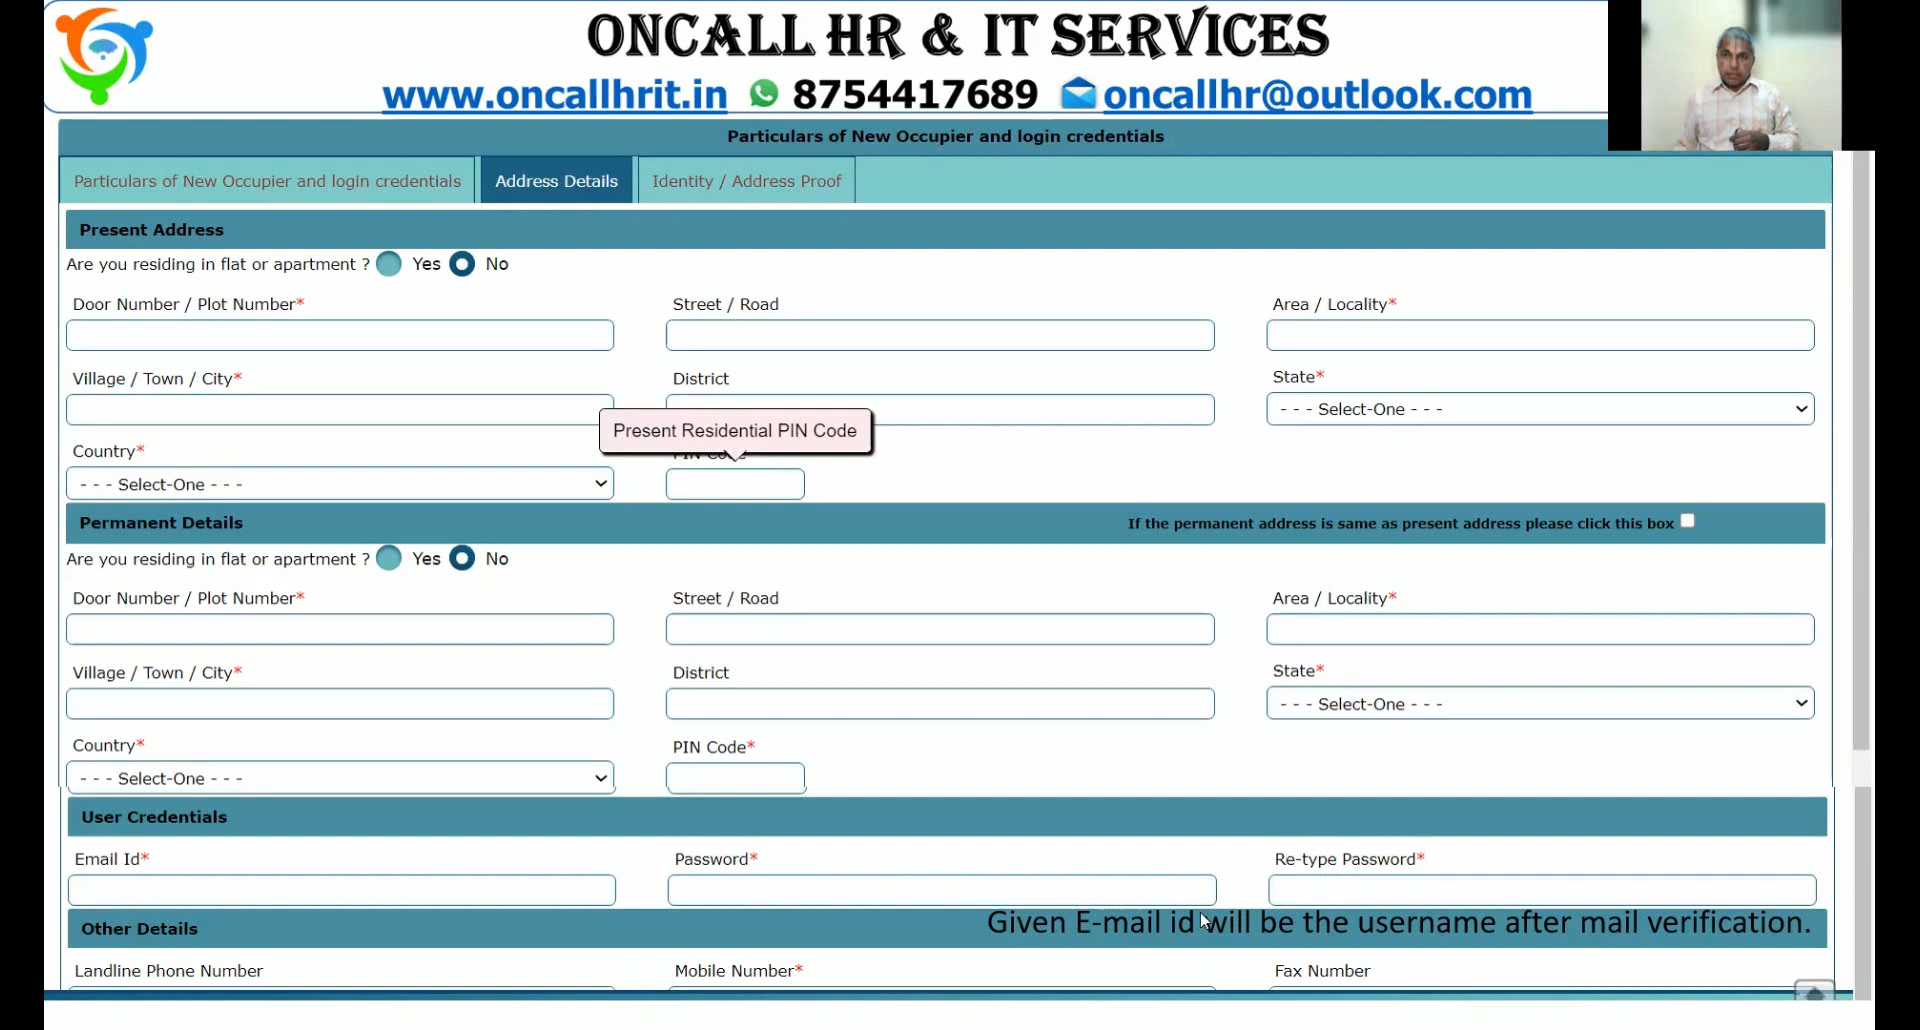 ONCALL HR & IT SERVICES
www.oncallhrit.in 8754417689 oncallhr@outlook.com
Particulars of New Occupier and login credentials
Particulars of New Occupier and login credentials Address Details Identity / Address Proof
Present Address
Are you residing in flat or apartment ? Yes No
Door Number / Plot Number* Street / Road Area / Locality*
Village / Town / City* District State*
- - - Select-One - - -
Present Residential PIN Code
Country* PIN Code
- - - Select-One - - -
Permanent Details If the permanent address is same as present address please click this box
Are you residing in flat or apartment ? Yes No
Door Number / Plot Number* Street / Road Area / Locality*
Village / Town / City* District State*
- - - Select-One - - -
Country* PIN Code*
- - - Select-One - - -
User Credentials
Email Id* Password* Re-type Password*
Given E-mail id will be the username after mail verification.
Other Details
Landline Phone Number Mobile Number* Fax Number